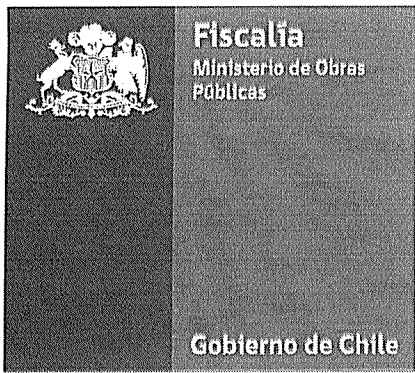 Fiscalía
Ministerio de Obras
Públicas
Gobierno de Chile